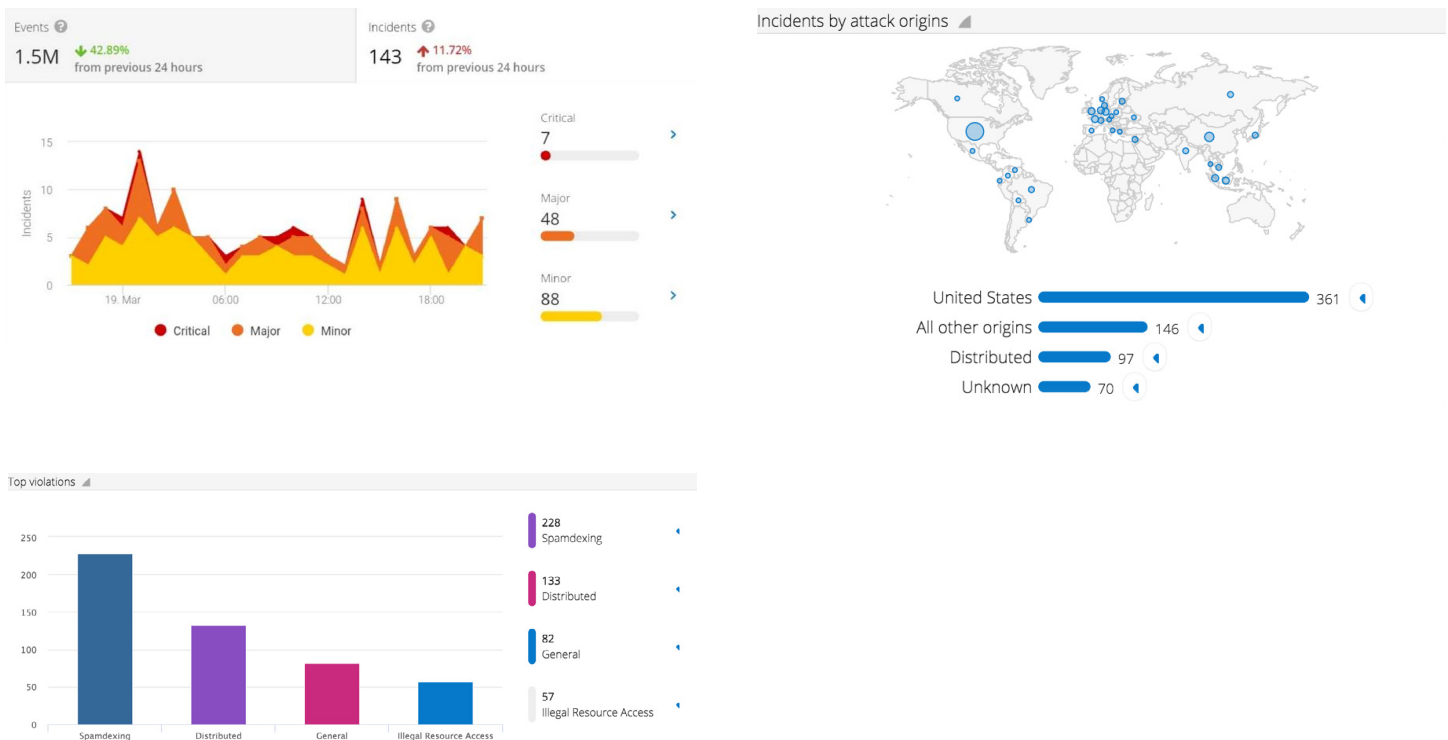 Events ?
1.5M
42.89%
from previous 24 hours
Incidents ?
143
11.72%
from previous 24 hours
Incidents
15
10
5
0
19. Mar
06:00
12:00
18:00
Critical
Major
Minor
Critical
7
Major
48
Minor
88
Incidents by attack origins
United States 361
All other origins 146
Distributed 97
Unknown 70
Top violations
250
200
150
100
50
0
Spamdexing
Distributed
General
Illegal Resource Access
228
Spamdexing
133
Distributed
82
General
57
Illegal Resource Access